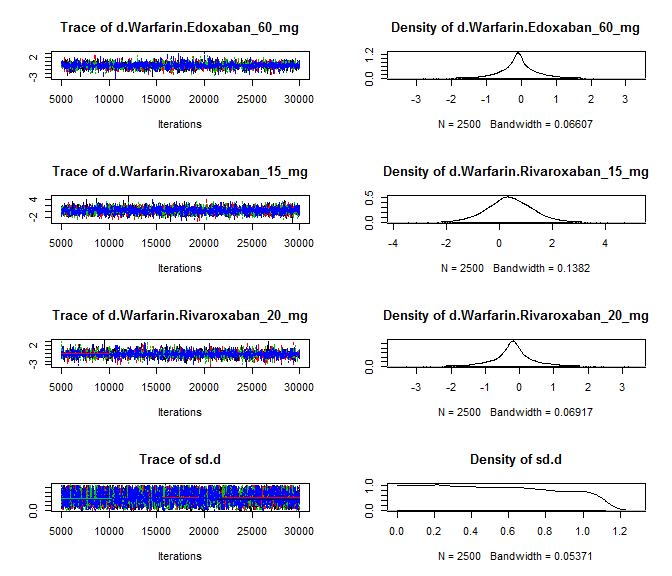 Trace of d.Warfarin.Edoxaban_60_mg
2
-3
5000 10000 15000 20000 25000 30000
Iterations
Density of d.Warfarin.Edoxaban_60_mg
1.2
0.0
-3 -2 -1 0 1 2 3
N = 2500 Bandwidth = 0.06607
Trace of d.Warfarin.Rivaroxaban_15_mg
4
-2
5000 10000 15000 20000 25000 30000
Iterations
Density of d.Warfarin.Rivaroxaban_15_mg
0.5
0.0
-4 -2 0 2 4
N = 2500 Bandwidth = 0.1382
Trace of d.Warfarin.Rivaroxaban_20_mg
2
-3
5000 10000 15000 20000 25000 30000
Iterations
Density of d.Warfarin.Rivaroxaban_20_mg
0.0
-3 -2 -1 0 1 2 3
N = 2500 Bandwidth = 0.06917
Trace of sd.d
0.0
5000 10000 15000 20000 25000 30000
Iterations
Density of sd.d
1.0
0.0
0.0 0.2 0.4 0.6 0.8 1.0 1.2
N = 2500 Bandwidth = 0.05371